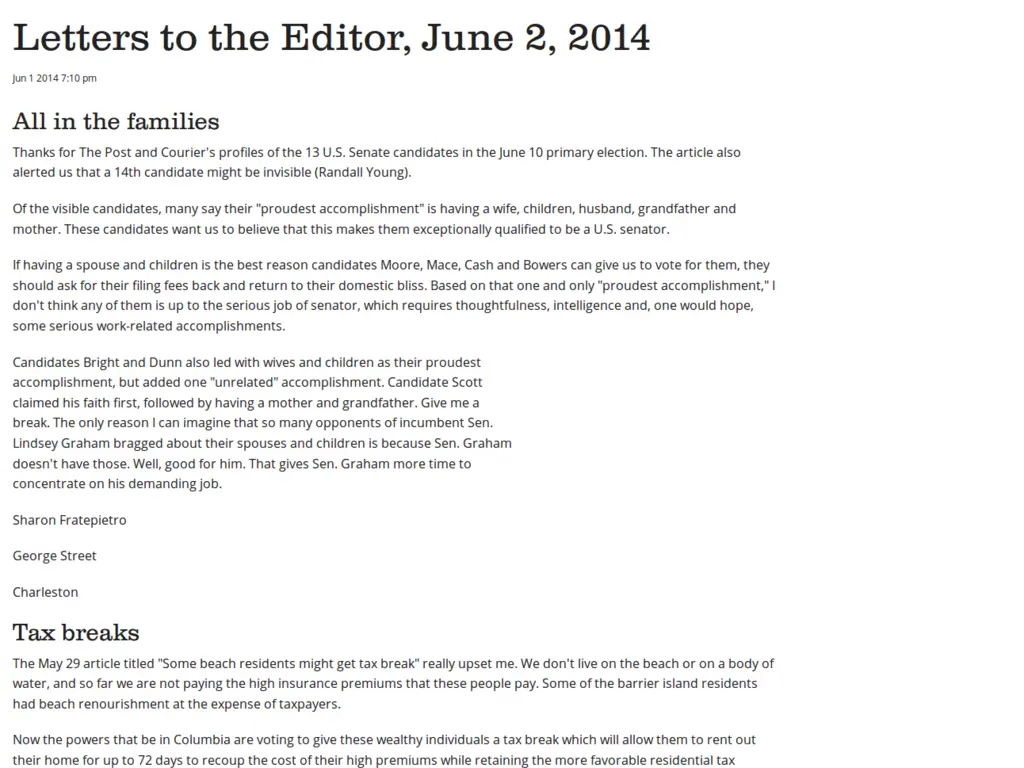 Letters to the Editor, June 2, 2014
Jun 1 2014 7:10 pm
All in the families
Thanks for The Post and Courier's profiles of the 13 U.S. Senate candidates in the June 10 primary election. The article also
alerted us that a 14th candidate might be invisible (Randall Young).
Of the visible candidates, many say their "proudest accomplishment" is having a wife, children, husband, grandfather and
mother. These candidates want us to believe that this makes them exceptionally qualified to be a U.S. senator.
If having a spouse and children is the best reason candidates Moore, Mace, Cash and Bowers can give us to vote for them, they
should ask for their filing fees back and return to their domestic bliss. Based on that one and only "proudest accomplishment," I
don't think any of them is up to the serious job of senator, which requires thoughtfulness, intelligence and, one would hope,
some serious work-related accomplishments.
Candidates Bright and Dunn also led with wives and children as their proudest
accomplishment, but added one "unrelated" accomplishment. Candidate Scott
claimed his faith first, followed by having a mother and grandfather. Give me a
break. The only reason I can imagine that so many opponents of incumbent Sen.
Lindsey Graham bragged about their spouses and children is because Sen. Graham
doesn't have those. Well, good for him. That gives Sen. Graham more time to
concentrate on his demanding job.
Sharon Fratepietro
George Street
Charleston
Tax breaks
The May 29 article titled "Some beach residents might get tax break" really upset me. We don't live on the beach or on a body of
water, and so far we are not paying the high insurance premiums that these people pay. Some of the barrier island residents
had beach renourishment at the expense of taxpayers.
Now the powers that be in Columbia are voting to give these wealthy individuals a tax break which will allow them to rent out
their home for up to 72 days to recoup the cost of their high premiums while retaining the more favorable residential tax